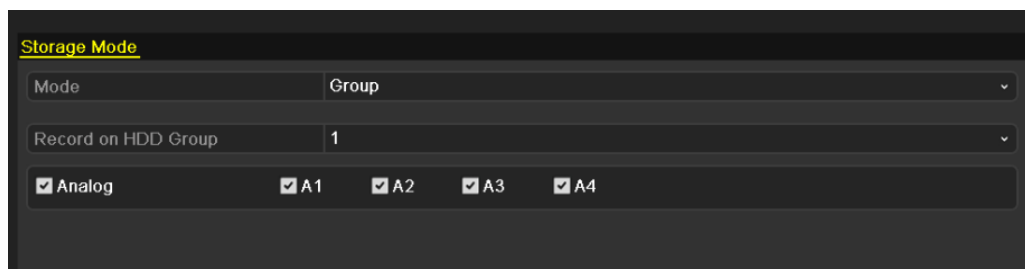 Storage Mode
Mode Group
Record on HDD Group 1
Analog A1 A2 A3 A4